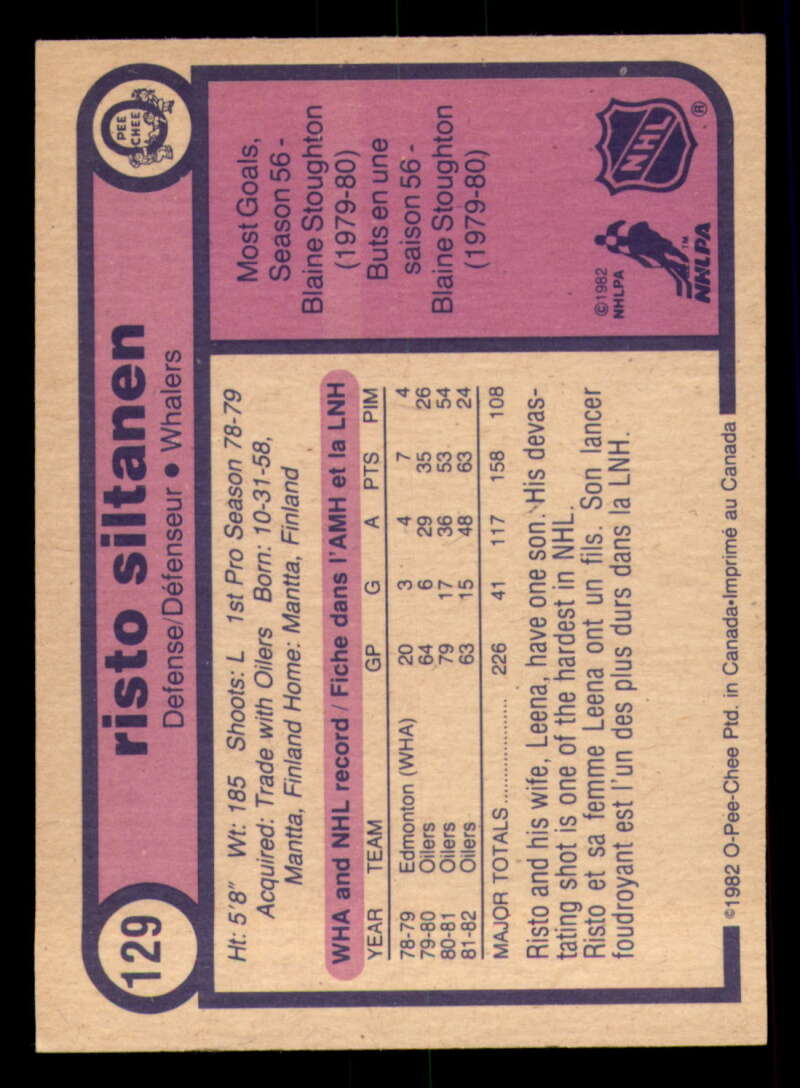 129
risto siltanen
Defense/Défenseur • Whalers
O
PEE
CHEE
Ht: 5'8" Wt: 185 Shoots: L 1st Pro Season 78-79
Acquired: Trade with Oilers Born: 10-31-58,
Mantta, Finland Home: Mantta, Finland
WHA and NHL record / Fiche dans l'AMH et la LNH
YEAR TEAM GP G A PTS PIM
78-79 Edmonton (WHA) 20 3 4 7 4
79-80 Oilers 64 6 29 35 26
80-81 Oilers 79 17 36 53 54
81-82 Oilers 63 15 48 63 24
MAJOR TOTALS.................... 226 41 117 158 108
Risto and his wife, Leena, have one son. His devas-
tating shot is one of the hardest in NHL.
Risto et sa femme Leena ont un fils. Son lancer
foudroyant est l'un des plus durs dans la LNH.
Most Goals,
Season 56 -
Blaine Stoughton
(1979-80)
Buts en une
saison 56 -
Blaine Stoughton
(1979-80)
©1982
NHLPA
NHLPA
TM
NHL
®
©1982 O-Pee-Chee Ptd. in Canada•Imprimé au Canada